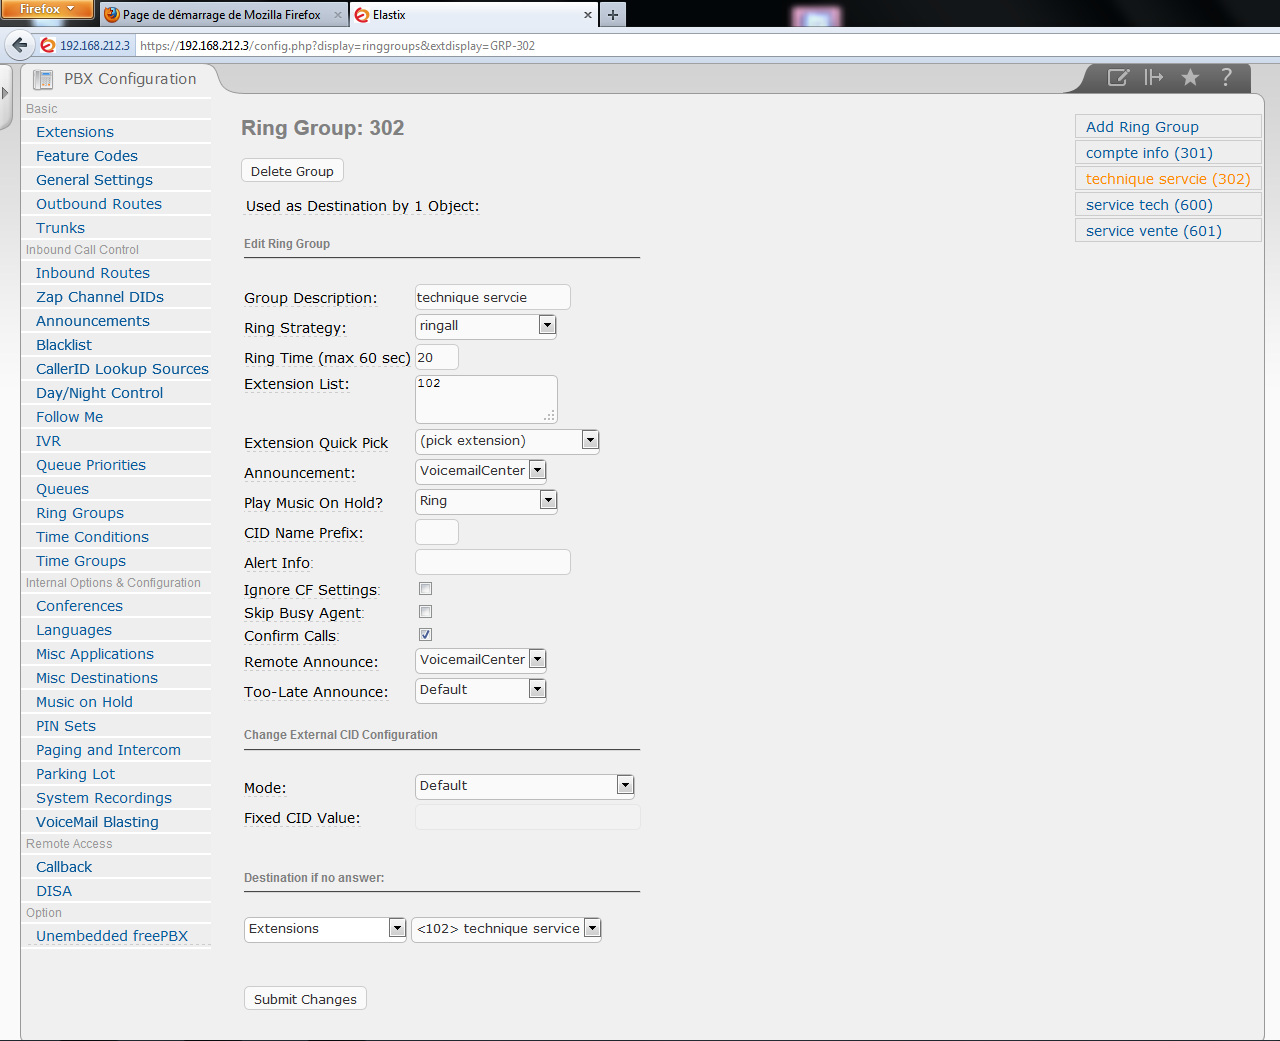 Firefox
Page de démarrage de Mozilla Firefox
Elastix
192.168.212.3
https://192.168.212.3/config.php?display=ringgroups&extdisplay=GRP-302
PBX Configuration
Basic
Extensions
Feature Codes
General Settings
Outbound Routes
Trunks
Inbound Call Control
Inbound Routes
Zap Channel DIDs
Announcements
Blacklist
CallerID Lookup Sources
Day/Night Control
Follow Me
IVR
Queue Priorities
Queues
Ring Groups
Time Conditions
Time Groups
Internal Options & Configuration
Conferences
Languages
Misc Applications
Misc Destinations
Music on Hold
PIN Sets
Paging and Intercom
Parking Lot
System Recordings
VoiceMail Blasting
Remote Access
Callback
DISA
Option
Unembedded freePBX
Ring Group: 302
Delete Group
Used as Destination by 1 Object:
Edit Ring Group
Group Description: technique servcie
Ring Strategy: ringall
Ring Time (max 60 sec) 20
Extension List: 102
Extension Quick Pick (pick extension)
Announcement: VoicemailCenter
Play Music On Hold? Ring
CID Name Prefix:
Alert Info:
Ignore CF Settings:
Skip Busy Agent:
Confirm Calls:
Remote Announce: VoicemailCenter
Too-Late Announce: Default
Change External CID Configuration
Mode: Default
Fixed CID Value:
Destination if no answer:
Extensions <102> technique service
Submit Changes
Add Ring Group
compte info (301)
technique servcie (302)
service tech (600)
service vente (601)